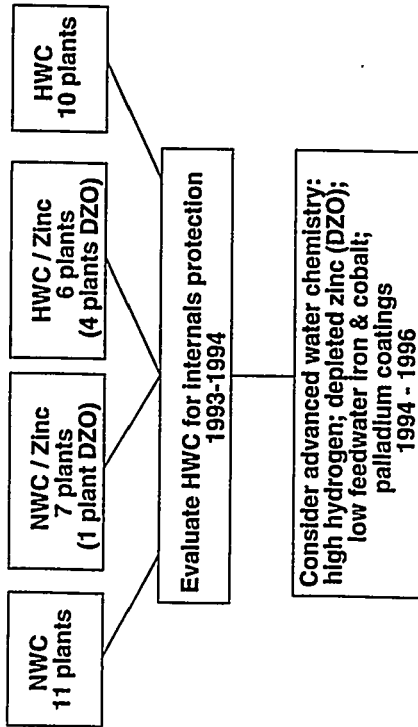 NWC
11 plants
NWC / Zinc
7 plants
(1 plant DZO)
HWC / Zinc
6 plants
(4 plants DZO)
HWC
10 plants
Evaluate HWC for internals protection
1993-1994
Consider advanced water chemistry:
high hydrogen; depleted zinc (DZO);
low feedwater iron & cobalt;
palladium coatings
1994 - 1996